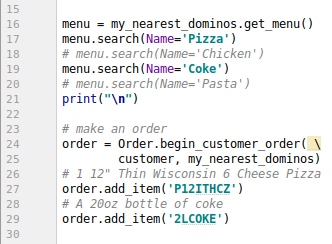 15
16 menu = my_nearest_dominos.get_menu()
17 menu.search(Name='Pizza')
18 # menu.search(Name='Chicken')
19 menu.search(Name='Coke')
20 # menu.search(Name='Pasta')
21 print("\n")
22
23 # make an order
24 order = Order.begin_customer_order( \
25 customer, my_nearest_dominos)
26 # 1 12" Thin Wisconsin 6 Cheese Pizza
27 order.add_item('P12ITHCZ')
28 # A 20oz bottle of coke
29 order.add_item('2LCOKE')
30